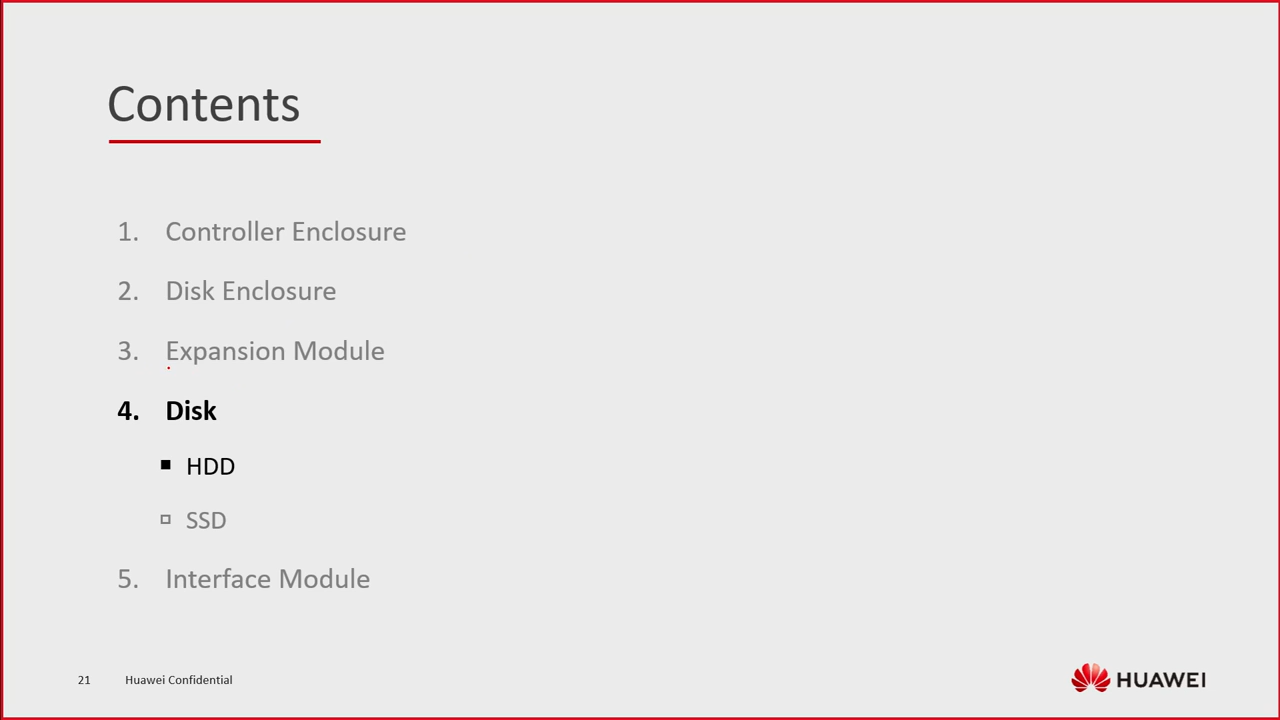 Contents
1. Controller Enclosure
2. Disk Enclosure
3. Expansion Module
4. Disk
HDD
SSD
5. Interface Module
21 Huawei Confidential
HUAWEI